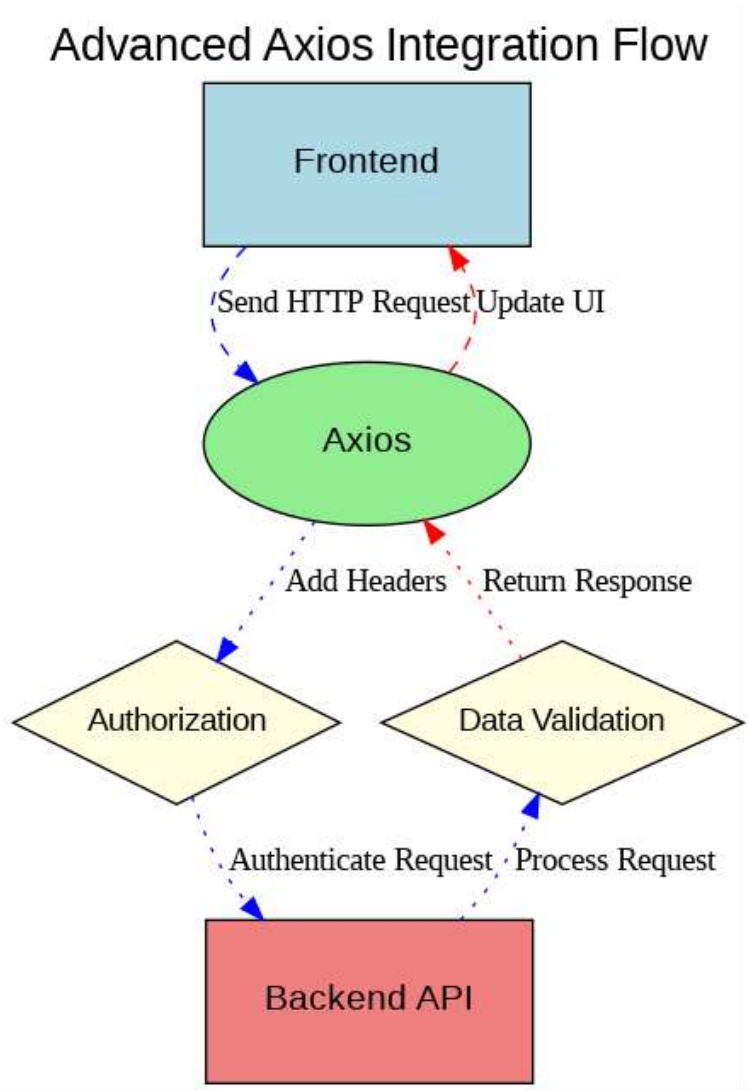 Advanced Axios Integration Flow
Frontend
Send HTTP Request
Update UI
Axios
Add Headers
Return Response
Authorization
Data Validation
Authenticate Request
Process Request
Backend API